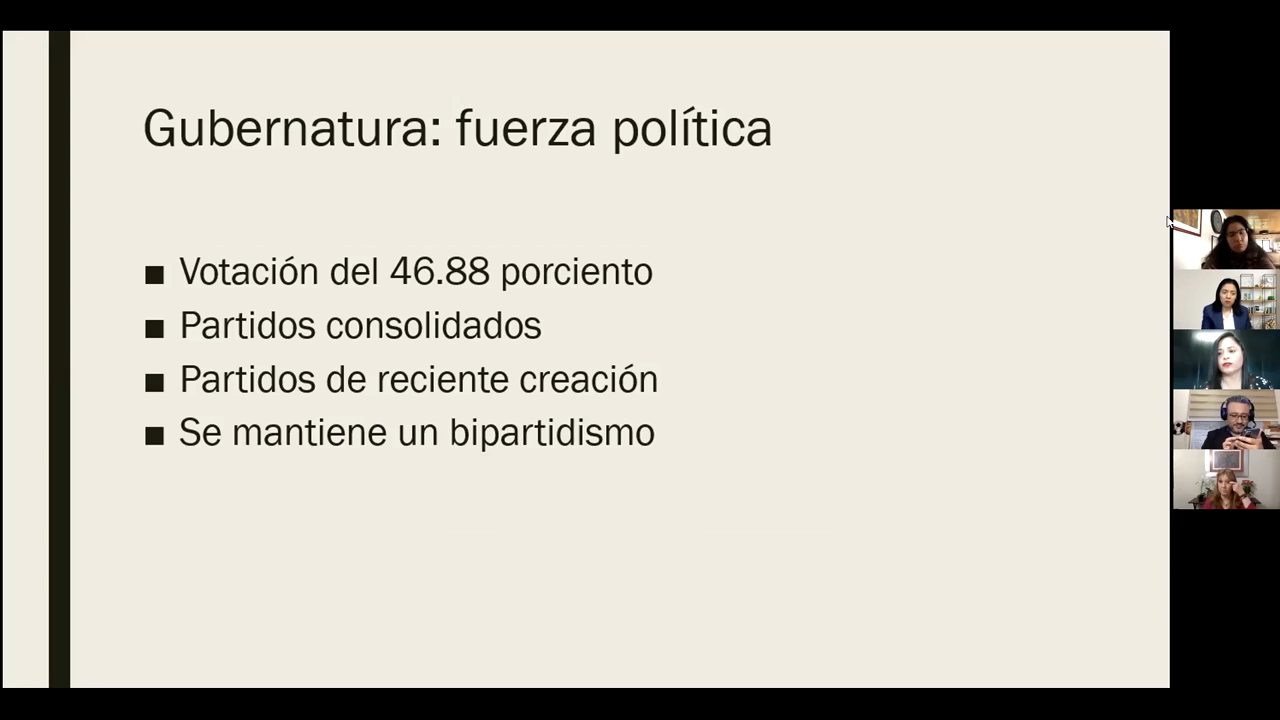 Gubernatura: fuerza política
■ Votación del 46.88 porciento
■ Partidos consolidados
■ Partidos de reciente creación
■ Se mantiene un bipartidismo